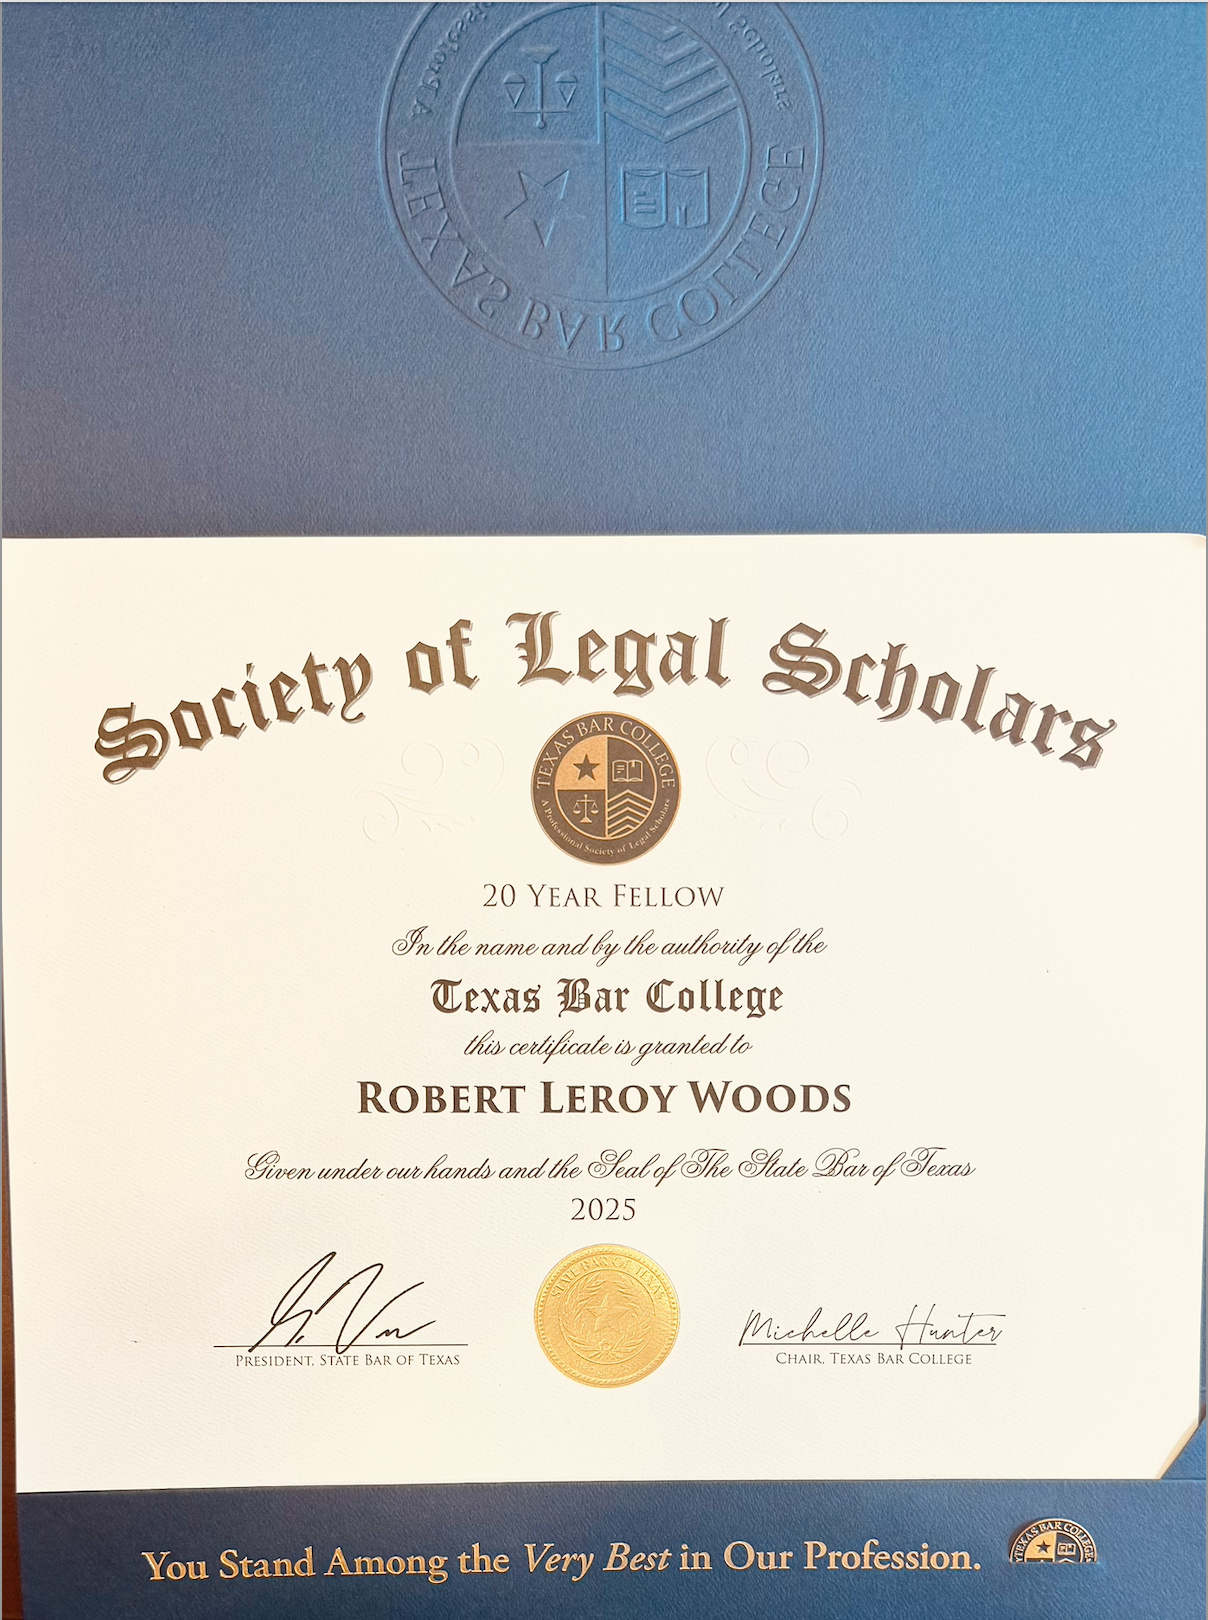 TEXAS BAR COLLEGE
Society of Legal Scholars
TEXAS BAR COLLEGE
A Professional Society of Legal Scholars
20 YEAR FELLOW
In the name and by the authority of the
Texas Bar College
this certificate is granted to
ROBERT LEROY WOODS
Given under our hands and the Seal of The State Bar of Texas
2025
STATE BAR OF TEXAS
Michelle Hunter
PRESIDENT, STATE BAR OF TEXAS
CHAIR, TEXAS BAR COLLEGE
You Stand Among the Very Best in Our Profession.
TEXAS BAR COLLEGE